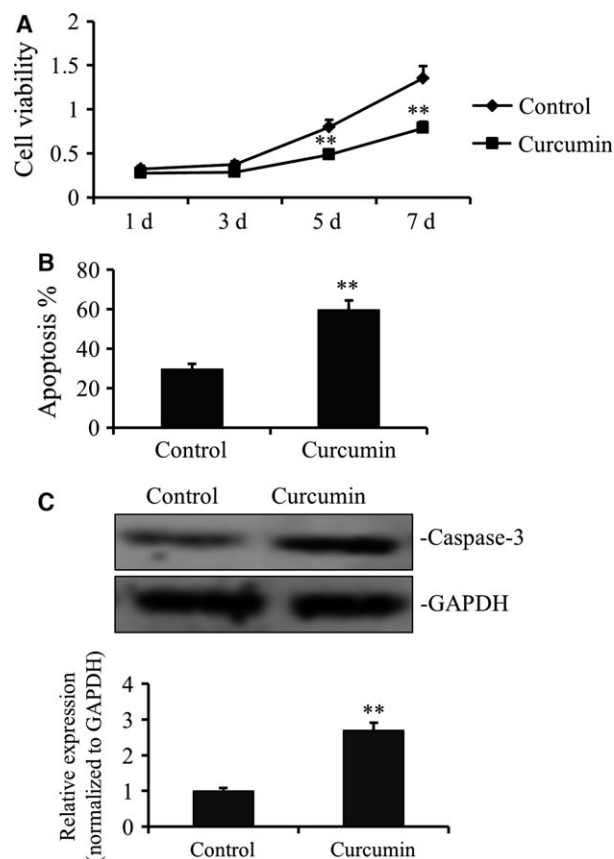 A
Cell viability
2
1.5
1
0.5
0
1 d 3 d 5 d 7 d
**
**
Control
Curcumin
B
Apoptosis %
80
60
40
20
0
**
Control Curcumin
C
Control Curcumin
-Caspase-3
-GAPDH
Relative expression
(normalized to GAPDH)
4
3
2
1
0
**
Control Curcumin